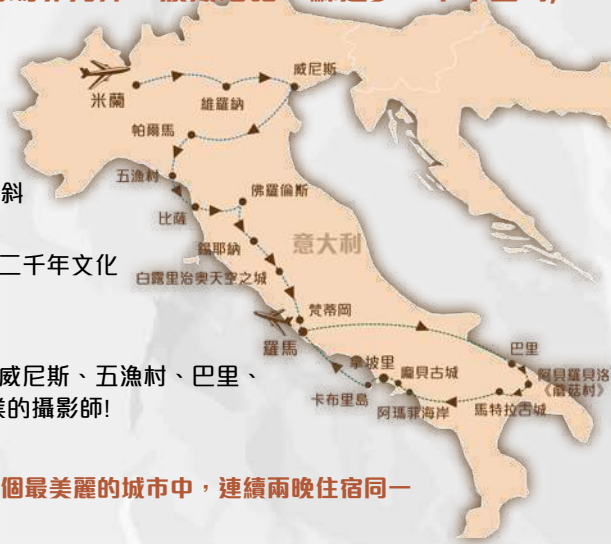 米蘭
維羅納
威尼斯
帕爾馬
五漁村
斜
佛羅倫斯
比薩
錫耶納
意大利
二千年文化
白露里治奧天空之城
梵蒂岡
羅馬
巴里
拿坡里
龐貝古城
阿貝羅貝洛
《蘑菇村》
威尼斯、五漁村、巴里、
卡布里島
阿瑪菲海岸
馬特拉古城
業的攝影師!
個最美麗的城市中,連續兩晚住宿同一